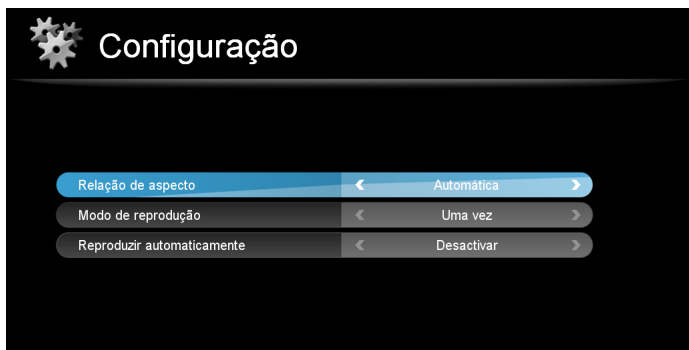 Configuração
Relação de aspecto Automática
Modo de reprodução Uma vez
Reproduzir automaticamente Desactivar